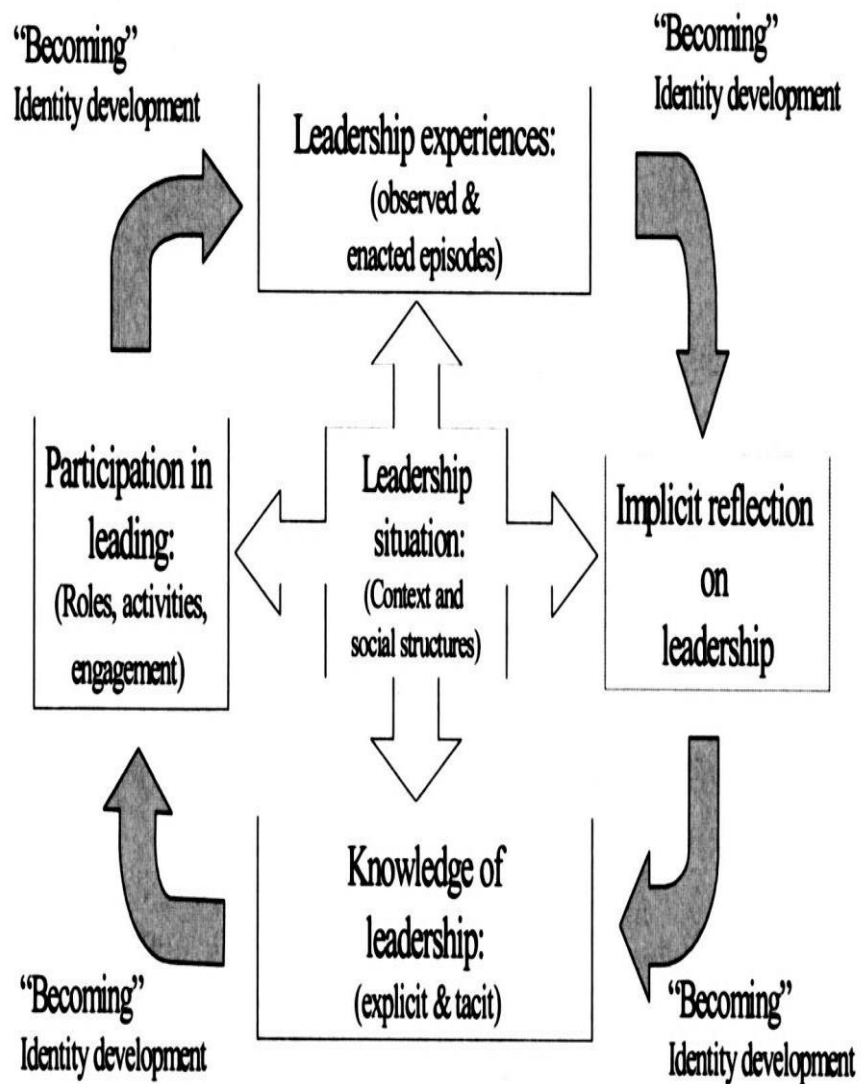 “Becoming”
Identity development
“Becoming”
Identity development
Leadership experiences:
(observed &
enacted episodes)
Participation in
leading:
(Roles, activities,
engagement)
Leadership
situation:
(Context and
social structures)
Implicit reflection
on
leadership
Knowledge of
leadership:
(explicit & tacit)
“Becoming”
Identity development
“Becoming”
Identity development